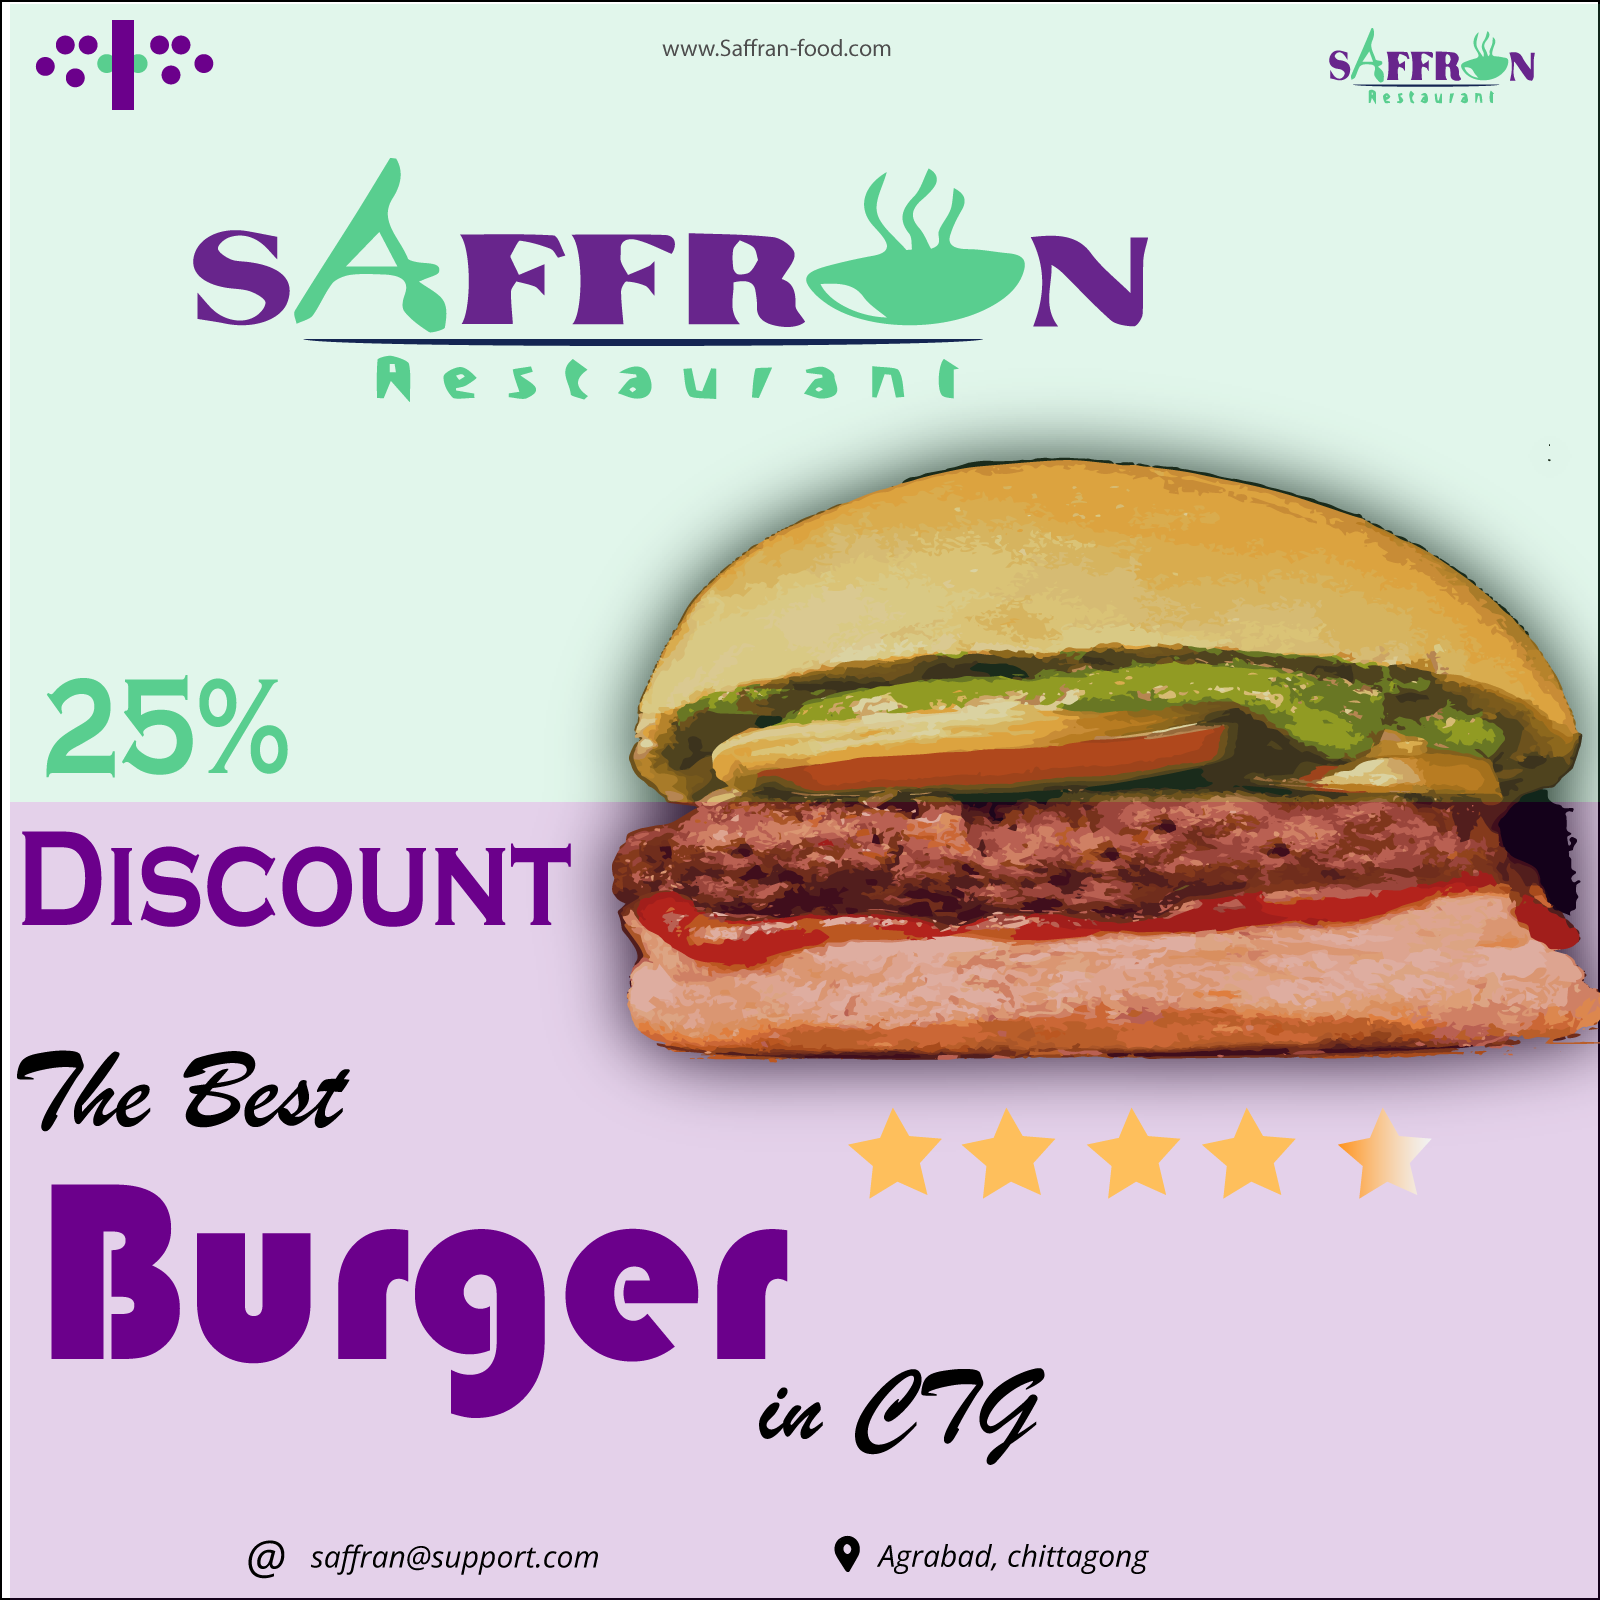 www.Saffran-food.com
SAFFRON
Restaurant
SAFFRON
Restaurant
25%
DISCOUNT
The Best
Burger
in CTG
@ saffran@support.com
Agrabad, chittagong